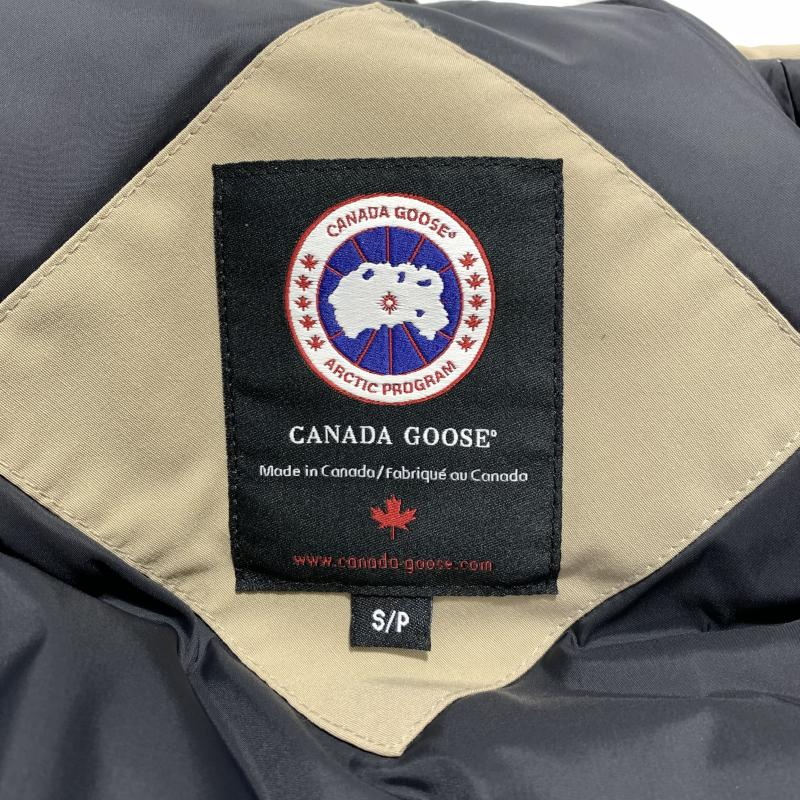 CANADA GOOSE®
ARCTIC PROGRAM
CANADA GOOSE®
Made in Canada/Fabriqué au Canada
www.canada-goose.com
S/P